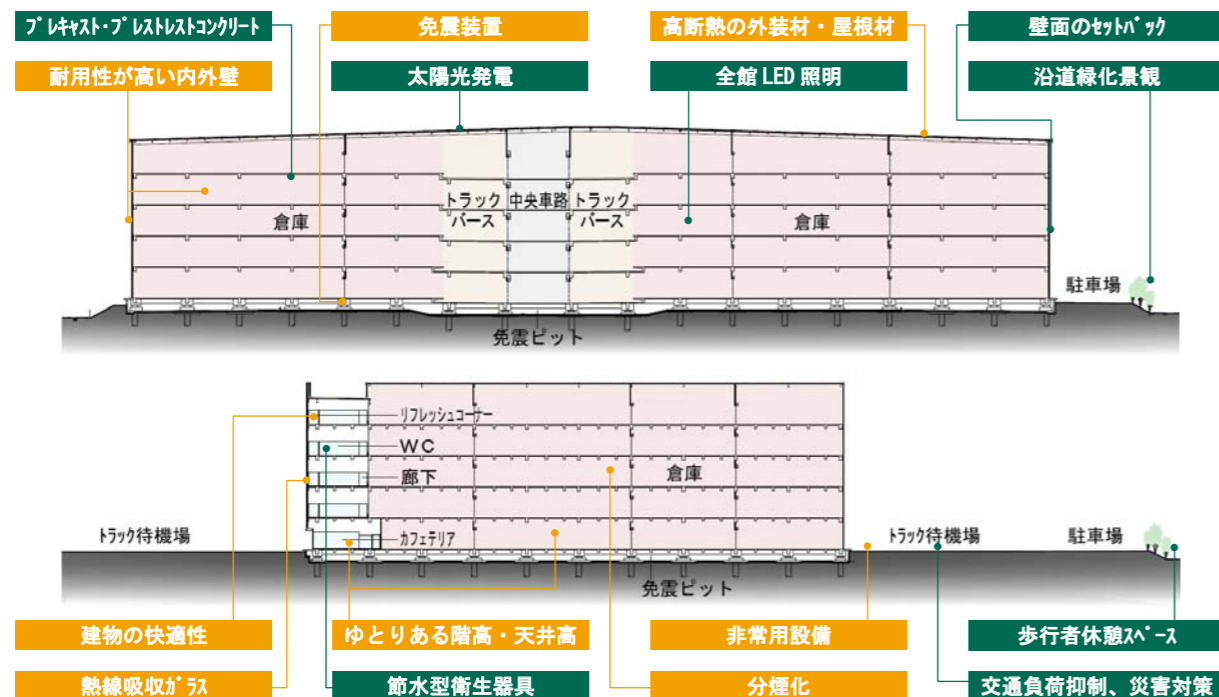 ﾌﾟﾚｷｬｽﾄ・ﾌﾟﾚｽﾄﾚｽﾄｺﾝｸﾘｰﾄ
免震装置
高断熱の外装材・屋根材
壁面のｾｯﾄﾊﾞｯｸ
耐用性が高い内外壁
太陽光発電
全館 LED 照明
沿道緑化景観
トラック
バース
中央車路
トラック
バース
倉庫
倉庫
駐車場
免震ピット
ﾘﾌﾚｯｼｭｺｰﾅｰ
WC
廊下
倉庫
ｶﾌｪﾃﾘｱ
ﾄﾗｯｸ待機場
ﾄﾗｯｸ待機場
駐車場
免震ピット
建物の快適性
ゆとりある階高・天井高
非常用設備
歩行者休憩ｽﾍﾟｰｽ
熱線吸収ｶﾞﾗｽ
節水型衛生器具
分煙化
交通負荷抑制、災害対策